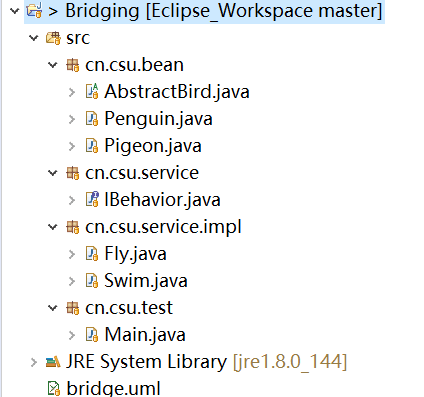 > Bridging [Eclipse_Workspace master]
src
cn.csu.bean
AbstractBird.java
Penguin.java
Pigeon.java
cn.csu.service
IBehavior.java
cn.csu.service.impl
Fly.java
Swim.java
cn.csu.test
Main.java
JRE System Library [jre1.8.0_144]
bridge.uml